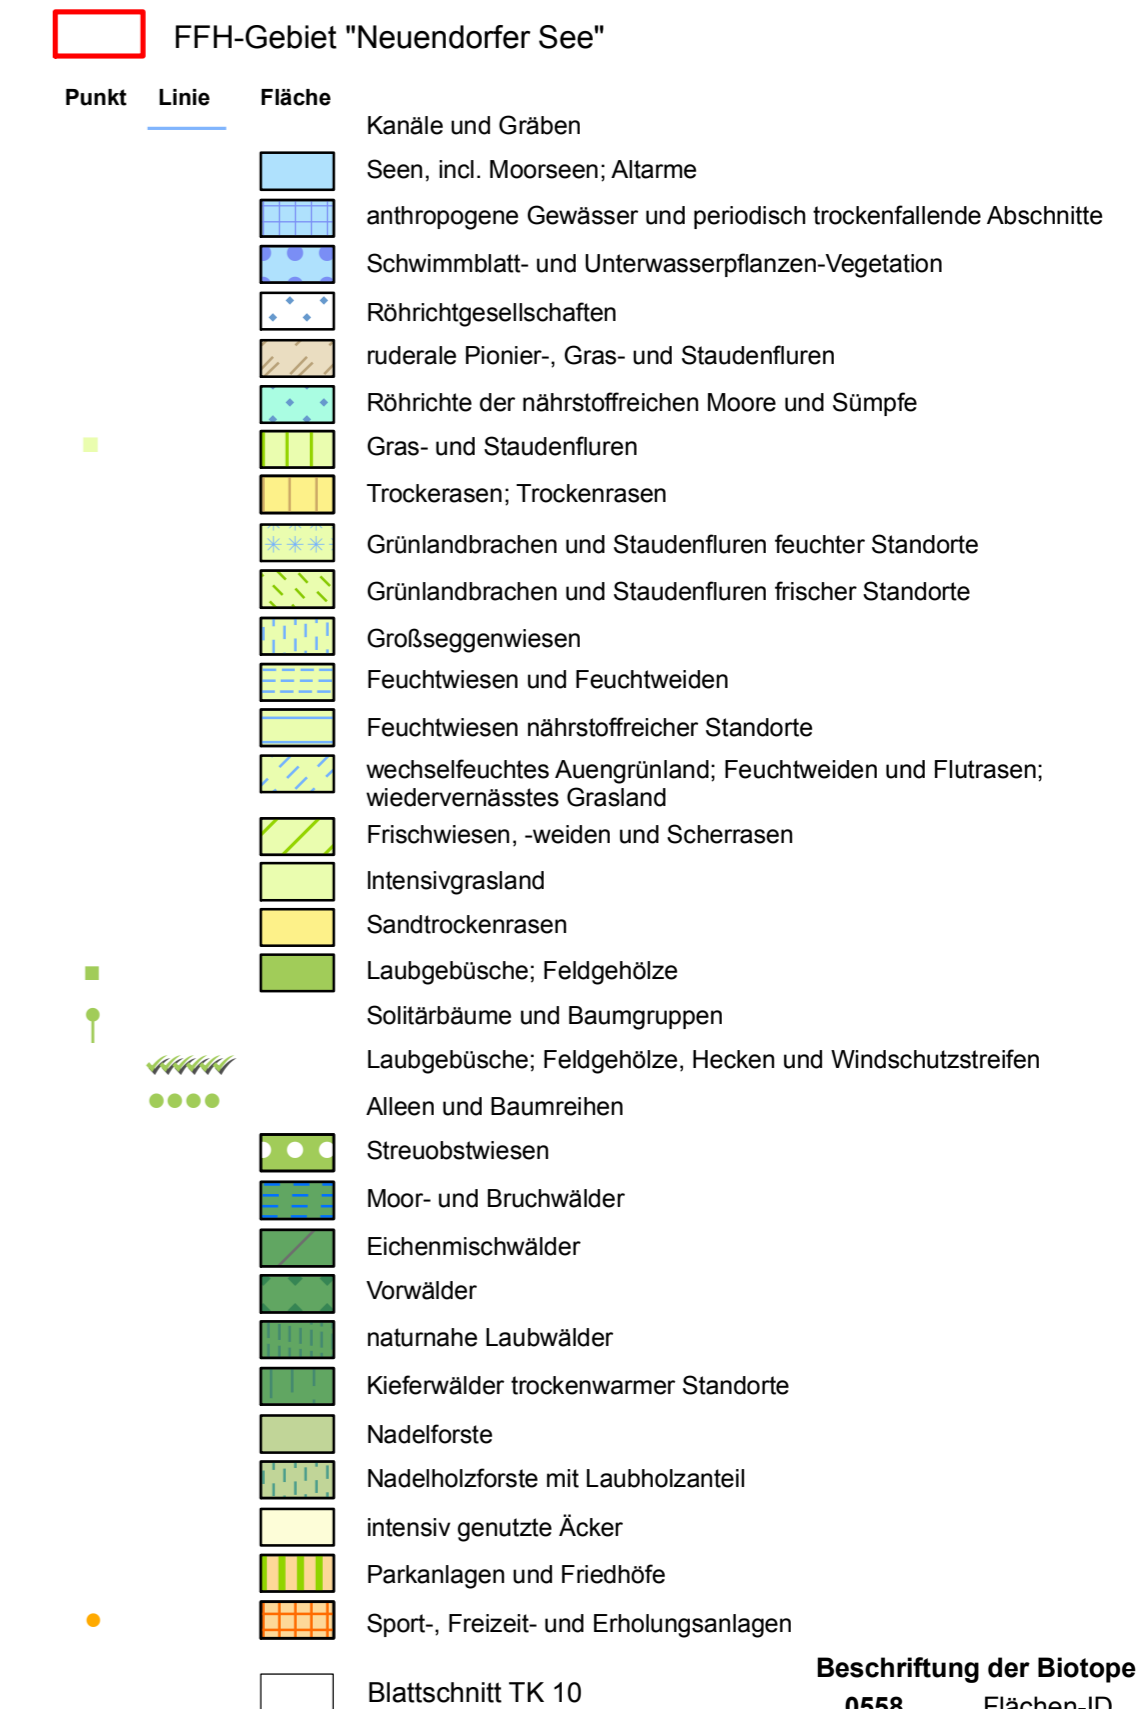 FFH-Gebiet "Neuendorfer See"
Punkt Linie Fläche
Kanäle und Gräben
Seen, incl. Moorseen; Altarme
anthropogene Gewässer und periodisch trockenfallende Abschnitte
Schwimmblatt- und Unterwasserpflanzen-Vegetation
Röhrichtgesellschaften
ruderale Pionier-, Gras- und Staudenfluren
Röhrichte der nährstoffreichen Moore und Sümpfe
Gras- und Staudenfluren
Trockerasen; Trockenrasen
Grünlandbrachen und Staudenfluren feuchter Standorte
Grünlandbrachen und Staudenfluren frischer Standorte
Großseggenwiesen
Feuchtwiesen und Feuchtweiden
Feuchtwiesen nährstoffreicher Standorte
wechselfeuchtes Auengrünland; Feuchtweiden und Flutrasen;
wiedervernässtes Grasland
Frischwiesen, -weiden und Scherrasen
Intensivgrasland
Sandtrockenrasen
Laubgebüsche; Feldgehölze
Solitärbäume und Baumgruppen
Laubgebüsche; Feldgehölze, Hecken und Windschutzstreifen
Alleen und Baumreihen
Streuobstwiesen
Moor- und Bruchwälder
Eichenmischwälder
Vorwälder
naturnahe Laubwälder
Kieferwälder trockenwarmer Standorte
Nadelforste
Nadelholzforste mit Laubholzanteil
intensiv genutzte Äcker
Parkanlagen und Friedhöfe
Sport-, Freizeit- und Erholungsanlagen
Blattschnitt TK 10
Beschriftung der Biotope
0558 Flächen-ID